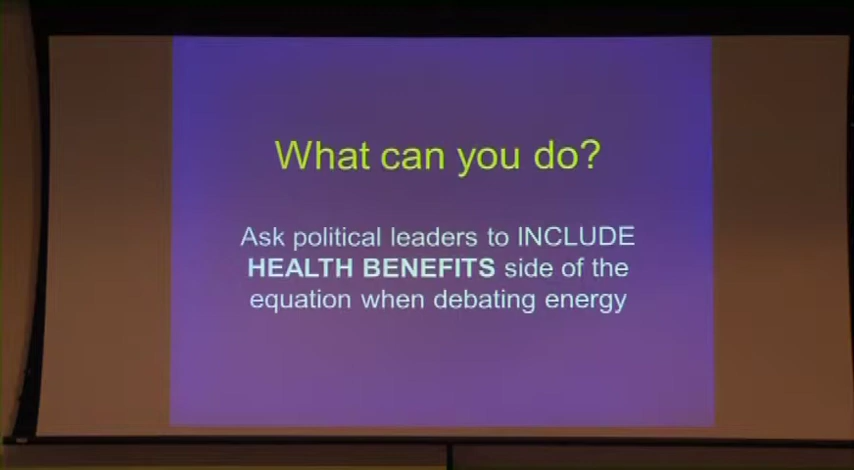 What can you do?
Ask political leaders to INCLUDE
HEALTH BENEFITS side of the
equation when debating energy